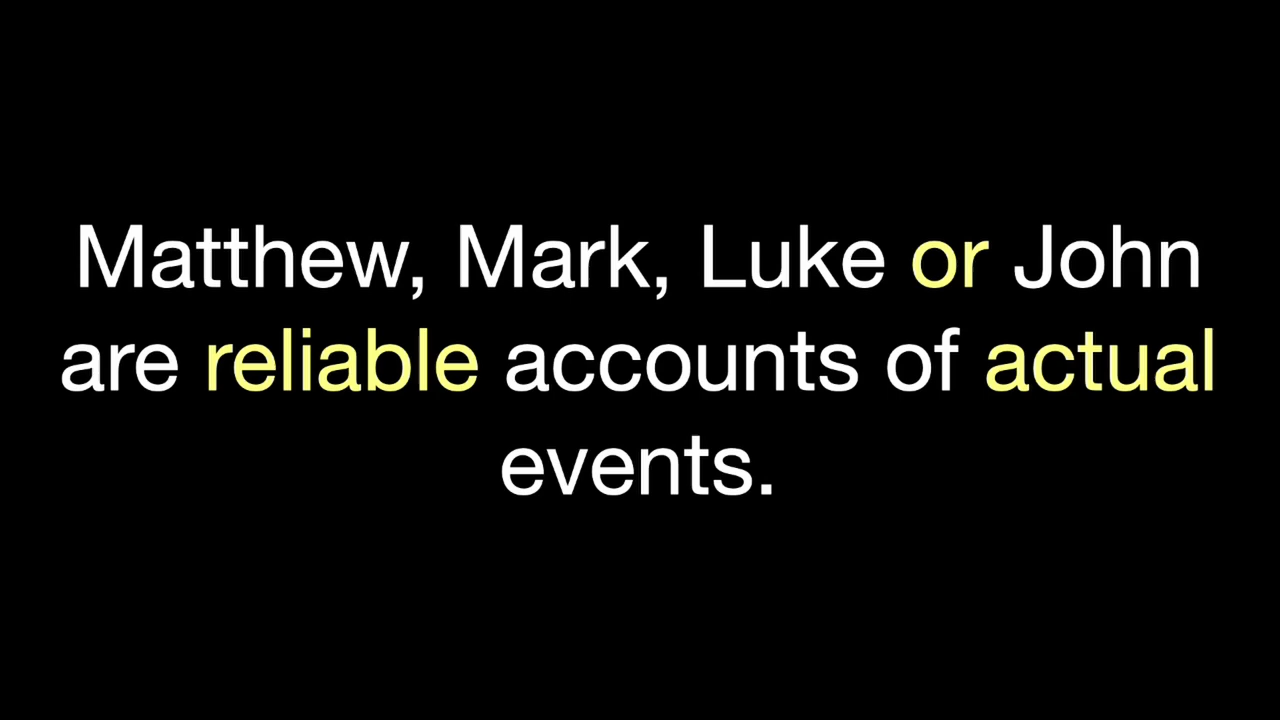 Matthew, Mark, Luke or John
are reliable accounts of actual
events.